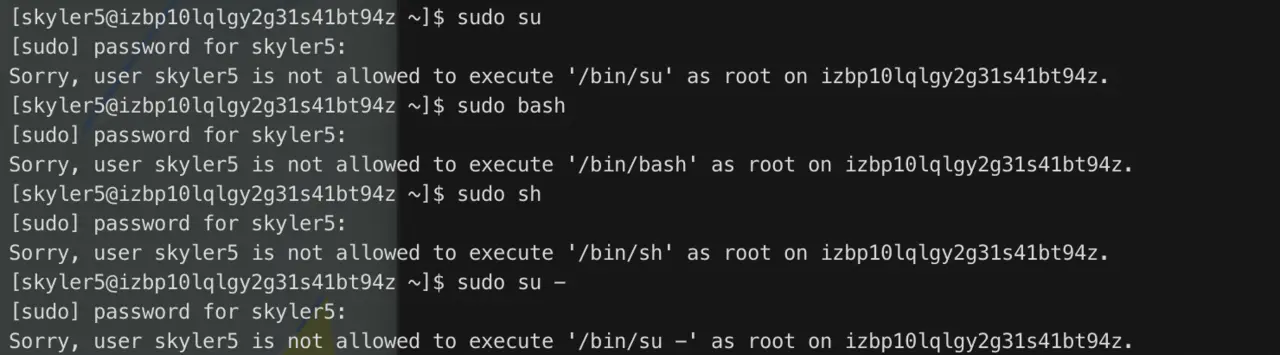 [skyler5@izbp10lqlgy2g31s41bt94z ~]$ sudo su
[sudo] password for skyler5:
Sorry, user skyler5 is not allowed to execute '/bin/su' as root on izbp10lqlgy2g31s41bt94z.
[skyler5@izbp10lqlgy2g31s41bt94z ~]$ sudo bash
[sudo] password for skyler5:
Sorry, user skyler5 is not allowed to execute '/bin/bash' as root on izbp10lqlgy2g31s41bt94z.
[skyler5@izbp10lqlgy2g31s41bt94z ~]$ sudo sh
[sudo] password for skyler5:
Sorry, user skyler5 is not allowed to execute '/bin/sh' as root on izbp10lqlgy2g31s41bt94z.
[skyler5@izbp10lqlgy2g31s41bt94z ~]$ sudo su -
[sudo] password for skyler5:
Sorry, user skyler5 is not allowed to execute '/bin/su -' as root on izbp10lqlgy2g31s41bt94z.